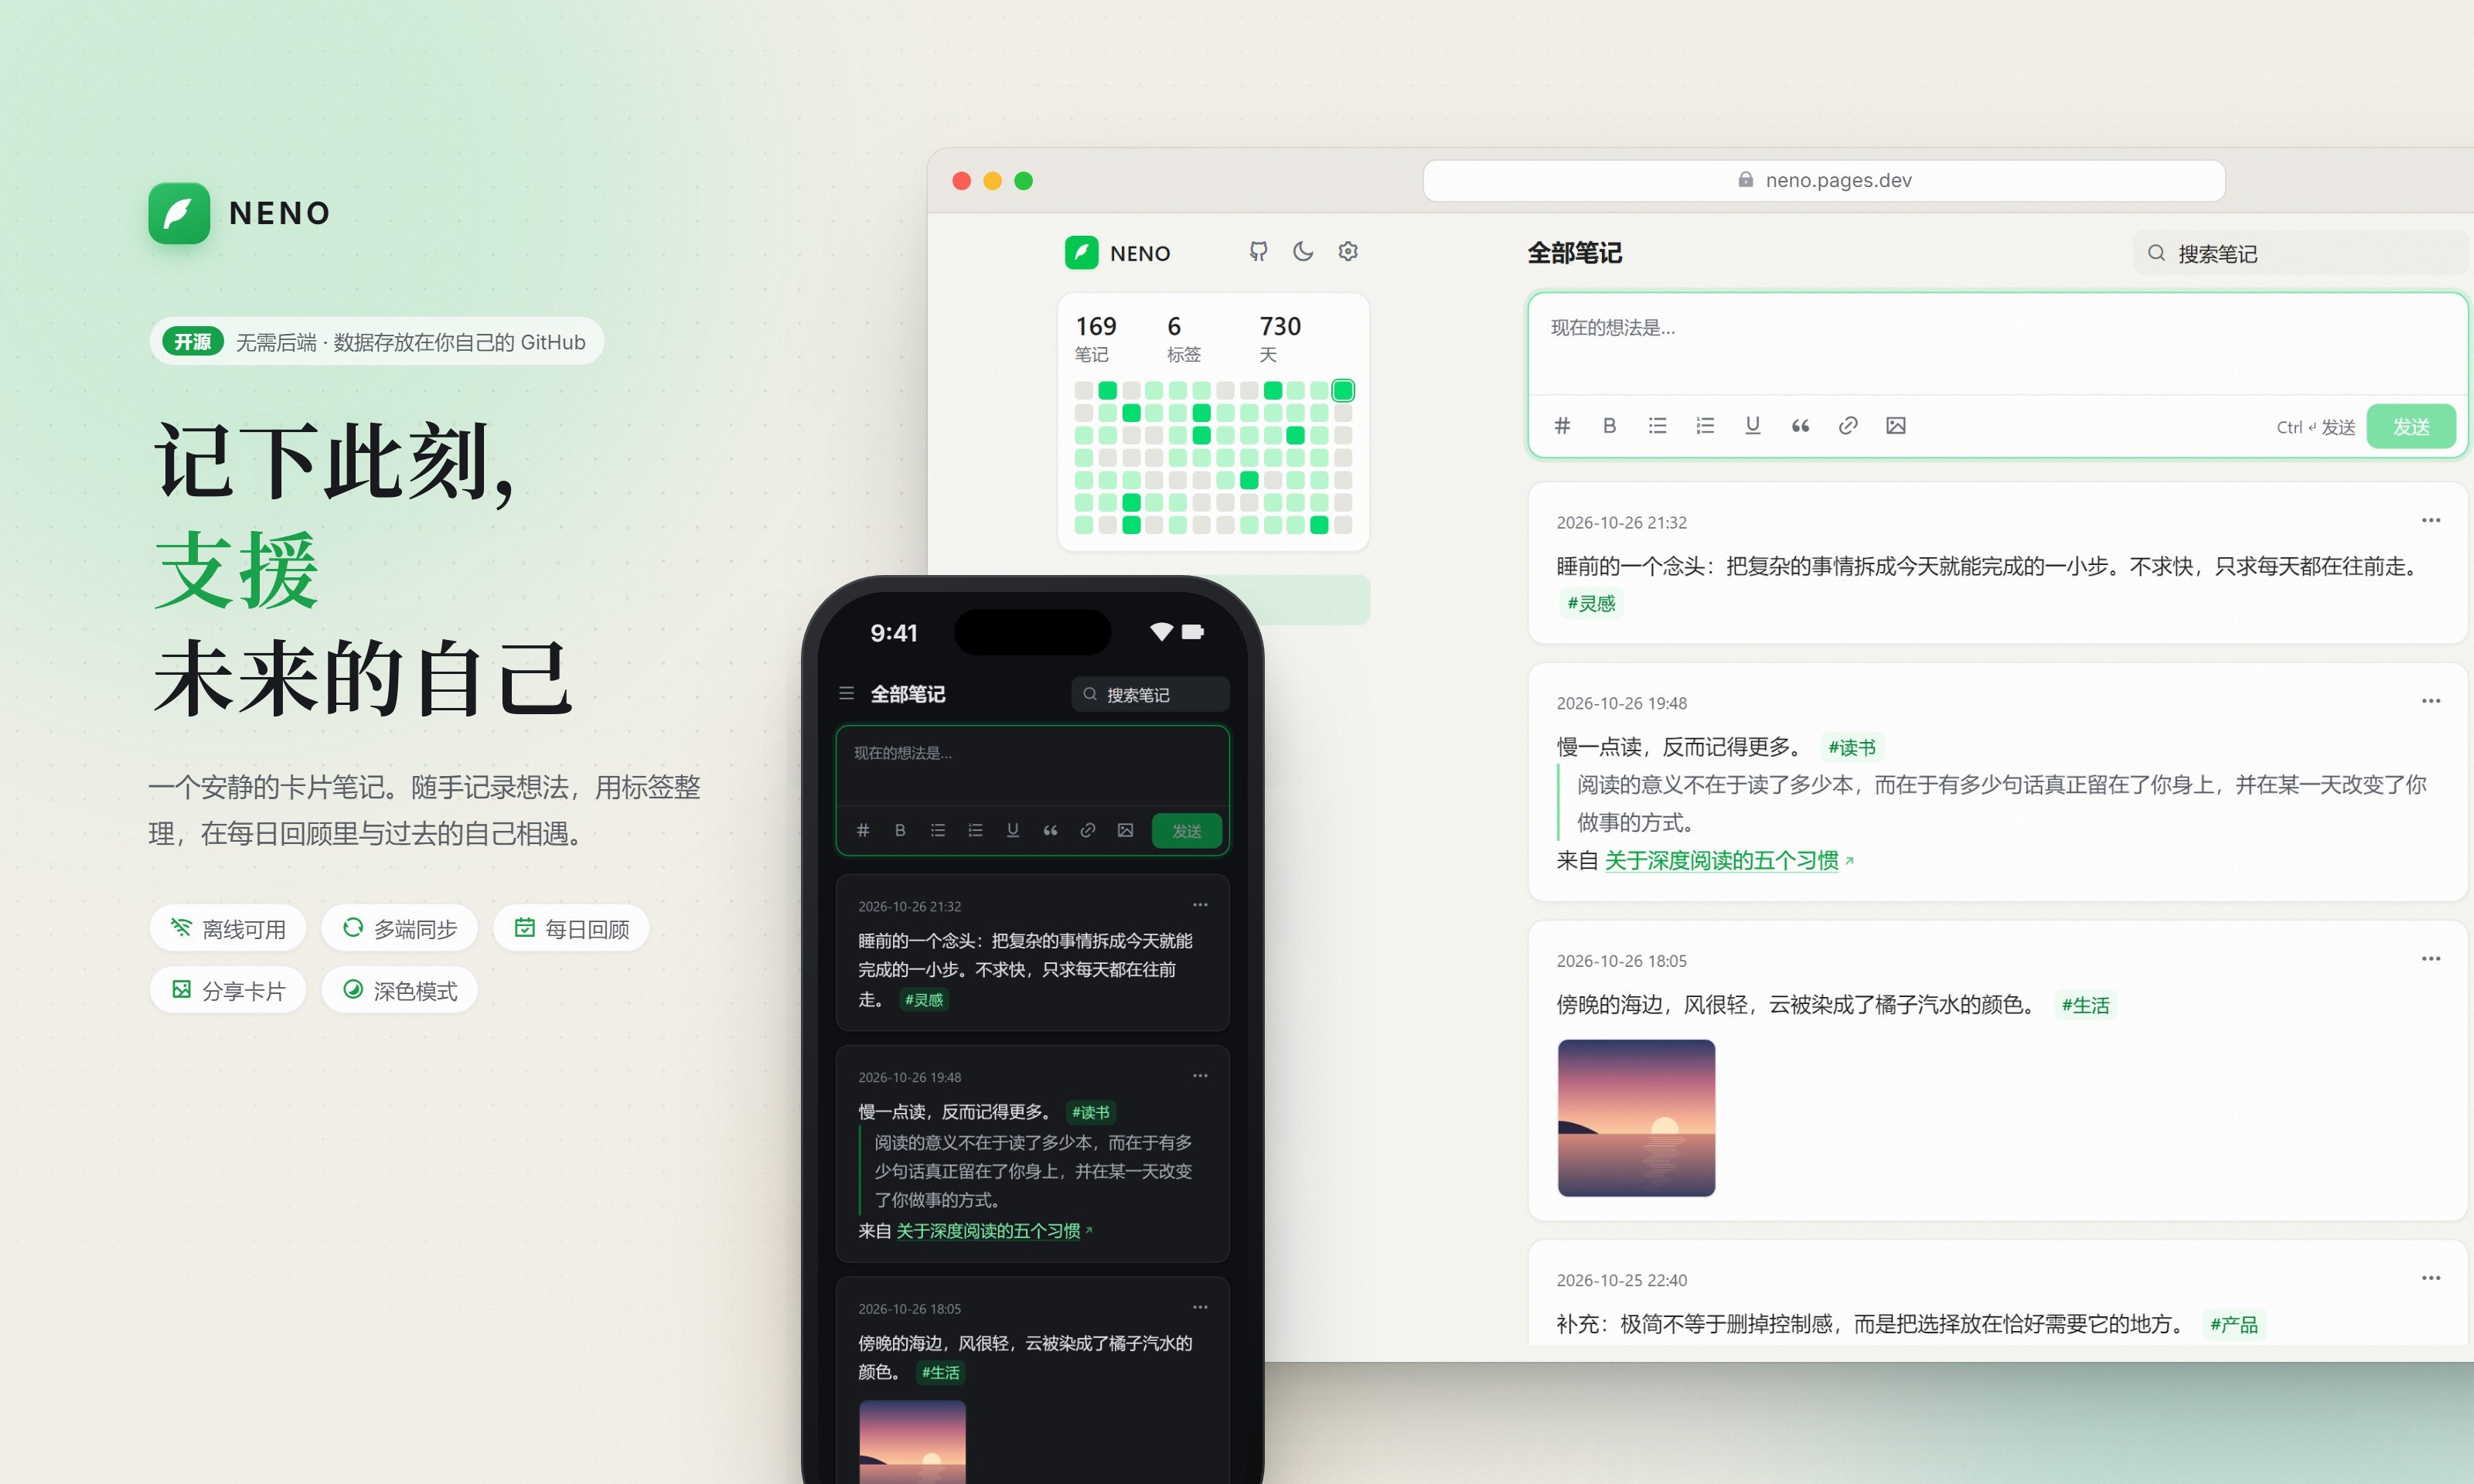 NENO
开源 无需后端 · 数据存放在你自己的 GitHub
记下此刻，
支援
未来的自己
一个安静的卡片笔记。随手记录想法，用标签整
理，在每日回顾里与过去的自己相遇。
离线可用 多端同步 每日回顾
分享卡片 深色模式
neno.pages.dev
NENO
169 6 730
笔记 标签 天
全部笔记
搜索笔记
现在的想法是...
Ctrl ↵ 发送 发送
2026-10-26 21:32
睡前的一个念头：把复杂的事情拆成今天就能完成的一小步。不求快，只求每天都在往前走。
#灵感
2026-10-26 19:48
慢一点读，反而记得更多。 #读书
阅读的意义不在于读了多少本，而在于有多少句话真正留在了你身上，并在某一天改变了你
做事的方式。
来自 关于深度阅读的五个习惯
2026-10-26 18:05
傍晚的海边，风很轻，云被染成了橘子汽水的颜色。 #生活
2026-10-25 22:40
补充：极简不等于删掉控制感，而是把选择放在恰好需要它的地方。 #产品
9:41
全部笔记
搜索笔记
现在的想法是...
发送
2026-10-26 21:32
睡前的一个念头：把复杂的事情拆成今天就能
完成的一小步。不求快，只求每天都在往前
走。 #灵感
2026-10-26 19:48
慢一点读，反而记得更多。 #读书
阅读的意义不在于读了多少本，而在于有多
少句话真正留在了你身上，并在某一天改变
了你做事的方式。
来自 关于深度阅读的五个习惯
2026-10-26 18:05
傍晚的海边，风很轻，云被染成了橘子汽水的
颜色。 #生活